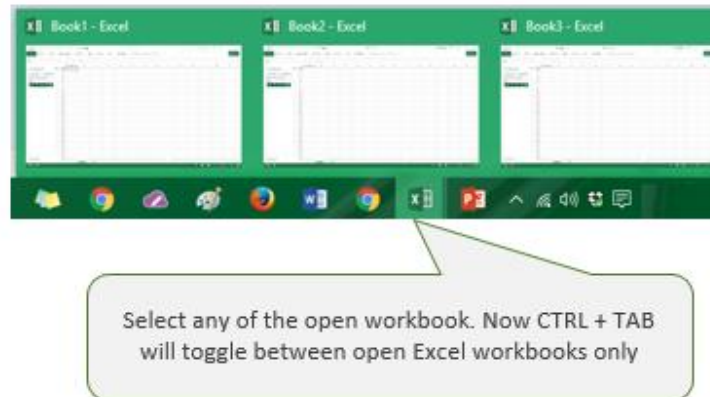 Book1 - Excel
Book2 - Excel
Book3 - Excel
Select any of the open workbook. Now CTRL + TAB
will toggle between open Excel workbooks only